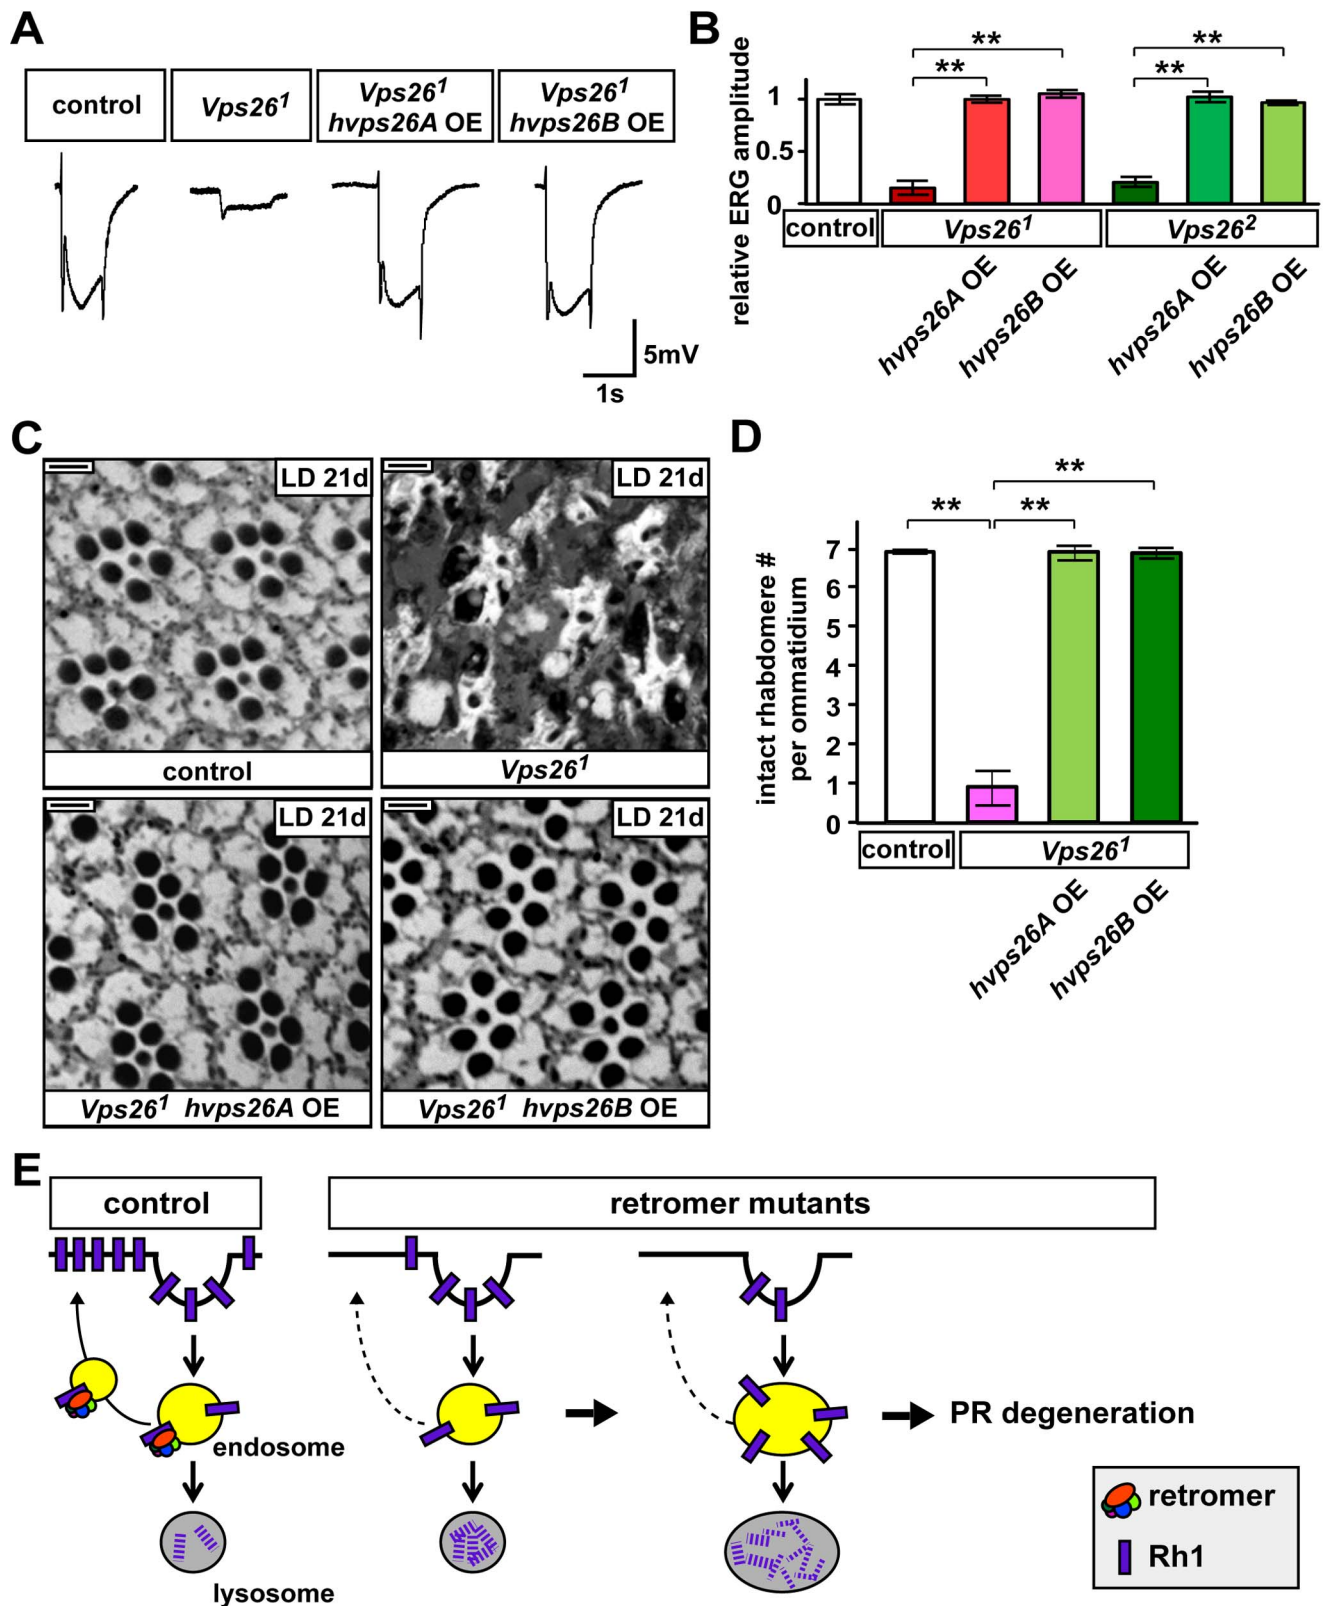 A
control
Vps26¹
Vps26¹
hvps26A OE
Vps26¹
hvps26B OE
5mV
1s
B
relative ERG amplitude
1
0.5
0
**
**
**
**
control
Vps26¹
Vps26²
hvps26A OE
hvps26B OE
hvps26A OE
hvps26B OE
C
LD 21d
control
LD 21d
Vps26¹
LD 21d
Vps26¹ hvps26A OE
LD 21d
Vps26¹ hvps26B OE
D
intact rhabdomere #
per ommatidium
7
6
5
4
3
2
1
0
**
**
**
control
Vps26¹
hvps26A OE
hvps26B OE
E
control
retromer mutants
endosome
lysosome
PR degeneration
retromer
Rh1